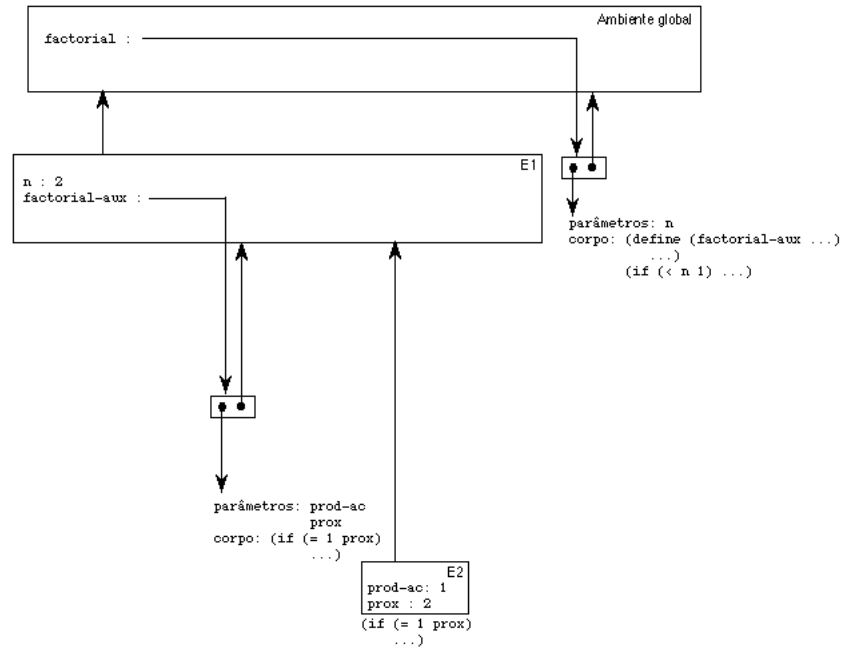 Ambiente global
factorial :
E1
n : 2
factorial-aux :
parâmetros: n
corpo: (define (factorial-aux ...)
...)
(if (< n 1) ...)
parâmetros: prod-ac
prox
corpo: (if (= 1 prox)
...)
E2
prod-ac: 1
prox : 2
(if (= 1 prox)
...)